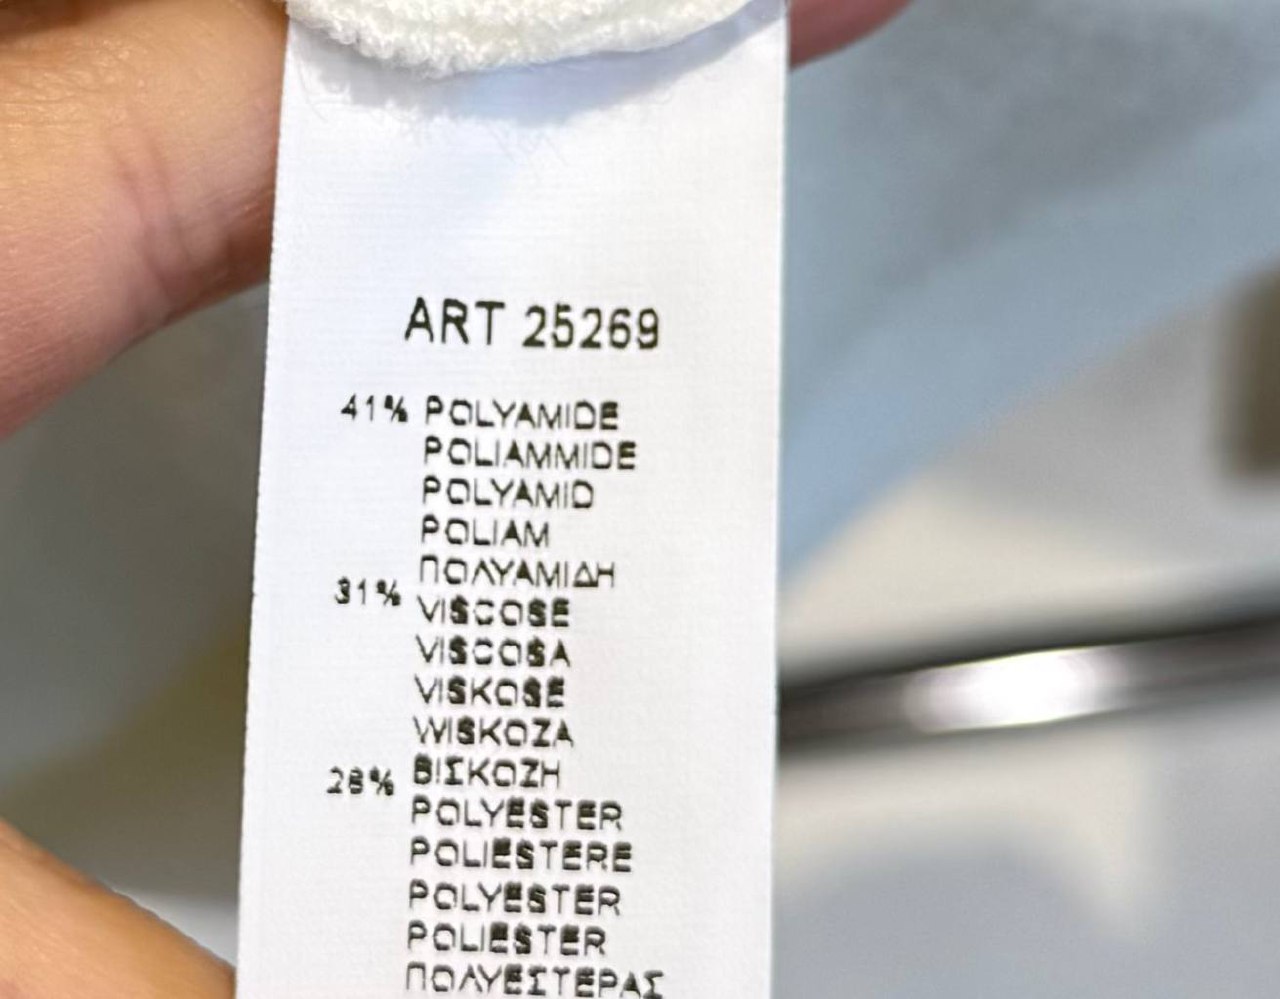 ART 25269
41% POLYAMIDE
POLIAMMIDE
POLYAMID
POLIAM
ΠΟΛΥΑΜΙΔΗ
31% VISCOSE
VISCOSA
VISKOSE
WISKOZA
ΒΙΣΚΟΖΗ
28% POLYESTER
POLIESTERE
POLYESTER
POLIESTER
ΠΟΛΥΕΣΤΕΡΑΣ